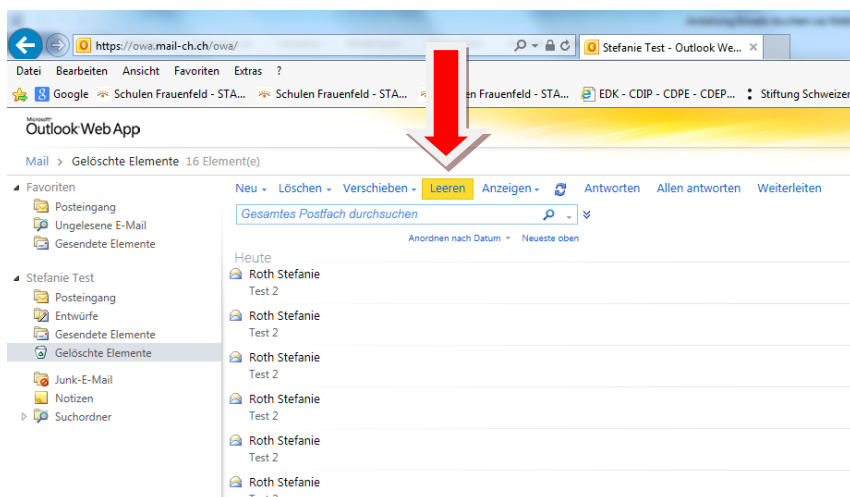 https://owa.mail-ch.ch/owa/
Stefanie Test - Outlook We...
Datei Bearbeiten Ansicht Favoriten Extras ?
Google Schulen Frauenfeld - STA... Schulen Frauenfeld - STA... en Frauenfeld - STA... EDK - CDIP - CDPE - CDEP... Stiftung Schweizer
Microsoft
Outlook Web App
Mail > Gelöschte Elemente 16 Element(e)
Favoriten
Posteingang
Ungelesene E-Mail
Gesendete Elemente
Stefanie Test
Posteingang
Entwürfe
Gesendete Elemente
Gelöschte Elemente
Junk-E-Mail
Notizen
Suchordner
Neu Löschen Verschieben Leeren Anzeigen Antworten Allen antworten Weiterleiten
Gesamtes Postfach durchsuchen
Anordnen nach Datum Neueste oben
Heute
Roth Stefanie
Test 2
Roth Stefanie
Test 2
Roth Stefanie
Test 2
Roth Stefanie
Test 2
Roth Stefanie
Test 2
Roth Stefanie